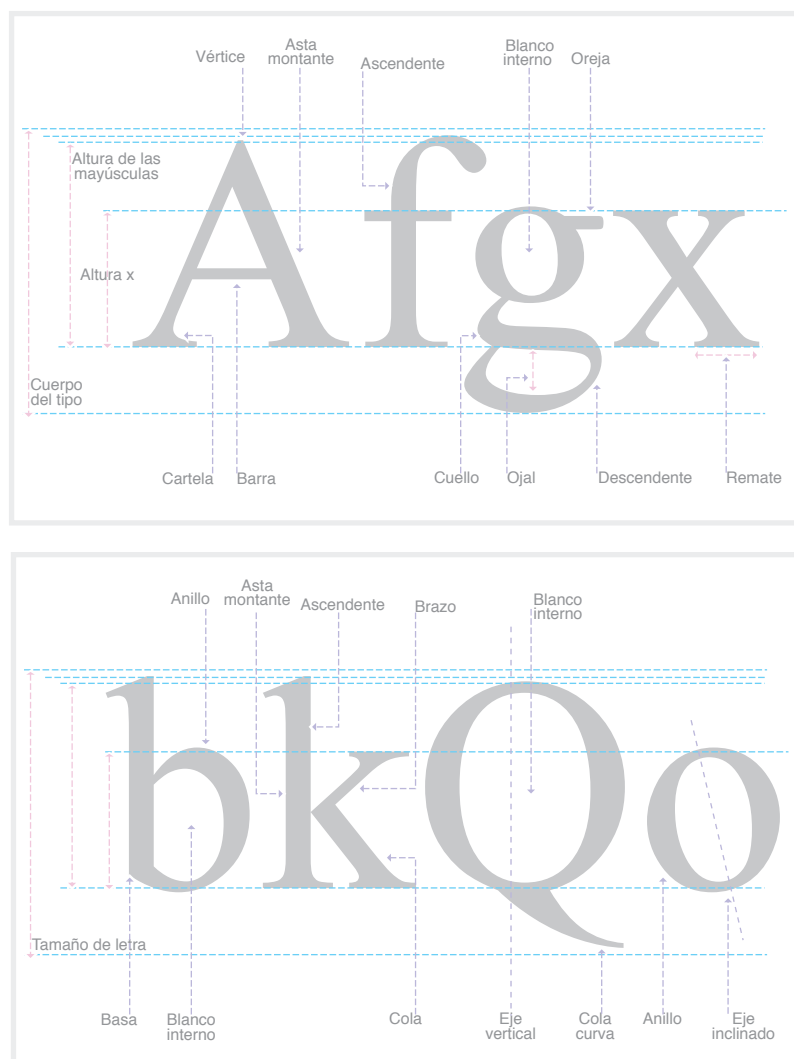 Vértice
Asta
montante
Ascendente
Blanco
interno
Oreja
Altura de las
mayúsculas
Afgx
Altura x
Cuerpo
del tipo
Cartela
Barra
Cuello
Ojal
Descendente
Remate
Anillo
Asta
montante
Ascendente
Brazo
Blanco
interno
bkQo
Tamaño de letra
Basa
Blanco
interno
Cola
Eje
vertical
Cola
curva
Anillo
Eje
inclinado